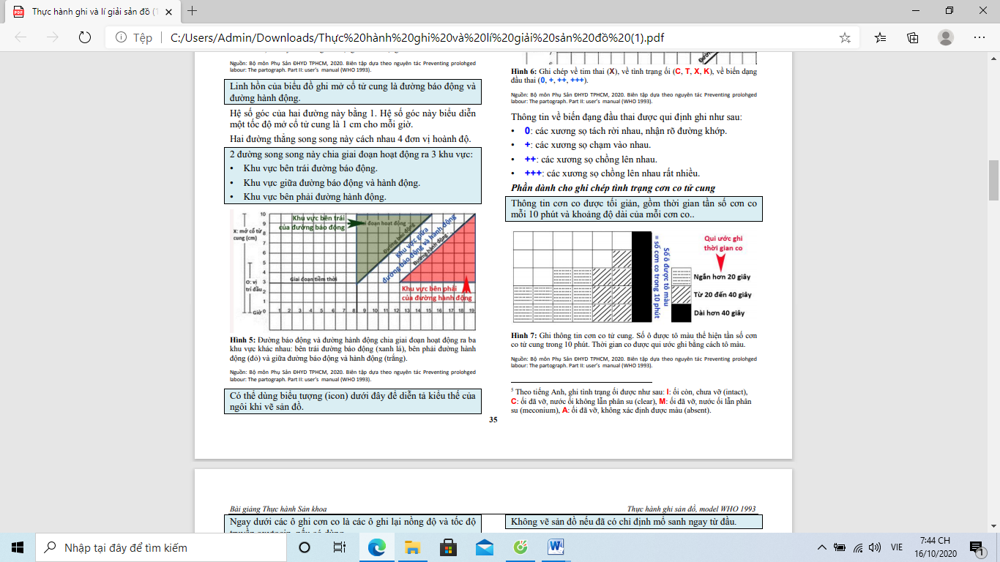 Thực hành ghi và lí giải sản đồ (1
Tệp
C:/Users/Admin/Downloads/Thực%20hành%20ghi%20và%20lí%20giải%20sản%20đồ%20(1).pdf
Nguồn: Bộ môn Phụ Sản ĐHYD TPHCM, 2020. Biên tập dựa theo nguyên tác Preventing prolohged
labour: The partograph. Part II: user's manual (WHO 1993).
Linh hồn của biểu đồ ghi mở cổ tử cung là đường báo động và
đường hành động.
Hệ số góc của hai đường này bằng 1. Hệ số góc này biểu diễn
một tốc độ mở cổ tử cung là 1 cm cho mỗi giờ.
Hai đường thẳng song song này cách nhau 4 đơn vị hoành độ.
2 đường song song này chia giai đoạn hoạt động ra 3 khu vực:
• Khu vực bên trái đường báo động.
• Khu vực giữa đường báo động và hành động.
• Khu vực bên phải đường hành động.
X: mở cổ tử
cung (cm)
O: vị
trí đầu
10
9
8
7
6
5
4
3
2
1
Giờ 0
1 2 3 4 5 6 7 8 9 10 11 12 13 14 15 16 17 18 19
Khu vực bên trái
của đường báo động
đoạn hoạt động
Đường báo động
Khu vực giữa
đường báo động và hành động
Đường hành động
Giai đoạn tiềm thời
Khu vực bên phải
của đường hành động
Hình 5: Đường báo động và đường hành động chia giai đoạn hoạt động ra ba
khu vực khác nhau: bên trái đường báo động (xanh lá), bên phải đường hành
động (đỏ) và giữa đường báo động và hành động (trắng).
Nguồn: Bộ môn Phụ Sản ĐHYD TPHCM, 2020. Biên tập dựa theo nguyên tác Preventing prolohged
labour: The partograph. Part II: user's manual (WHO 1993).
Có thể dùng biểu tượng (icon) dưới đây để diễn tả kiểu thế của
ngôi khi vẽ sản đồ.
Hình 6: Ghi chép về tim thai (X), về tình trạng ối (C, T, X, K), về biến dạng
đầu thai (0, +, ++, +++).
Nguồn: Bộ môn Phụ Sản ĐHYD TPHCM, 2020. Biên tập dựa theo nguyên tác Preventing prolohged
labour: The partograph. Part II: user's manual (WHO 1993).
Thông tin về biến đạng đầu thai được qui định ghi như sau:
• 0: các xương sọ tách rời nhau, nhận rõ đường khớp.
• +: các xương sọ chạm vào nhau.
• ++: các xương sọ chồng lên nhau.
• +++: các xương sọ chồng lên nhau rất nhiều.
Phần dành cho ghi chép tình trạng cơn co tử cung
Thông tin cơn co được tối giản, gồm thời gian tần số cơn co
mỗi 10 phút và khoảng độ dài của mỗi cơn co..
Số ô được tô màu
= số cơn co trong 10 phút
Qui ước ghi
thời gian co
Ngắn hơn 20 giây
Từ 20 đến 40 giây
Dài hơn 40 giây
Hình 7: Ghi thông tin cơn co tử cung. Số ô được tô màu thể hiện tần số cơn
co tử cung trong 10 phút. Thời gian co được qui ước ghi bằng cách tô màu.
Nguồn: Bộ môn Phụ Sản ĐHYD TPHCM, 2020. Biên tập dựa theo nguyên tác Preventing prolohged
labour: The partograph. Part II: user's manual (WHO 1993).
5 Theo tiếng Anh, ghi tình trạng ối được như sau: I: ối còn, chưa vỡ (intact),
C: ối đã vỡ, nước ối không lẫn phân su (clear), M: ối đã vỡ, nước ối lẫn phân
su (meconium), A: ối đã vỡ, không xác định được màu (absent).
35
Bài giảng Thực hành Sản khoa
Thực hành ghi sản đồ, model WHO 1993
Ngay dưới các ô ghi cơn co là các ô ghi lại nồng độ và tốc độ
Không vẽ sản đồ nếu đã có chỉ định mổ sanh ngay từ đầu.
Nhập tại đây để tìm kiếm
VIE
7:44 CH
16/10/2020
1